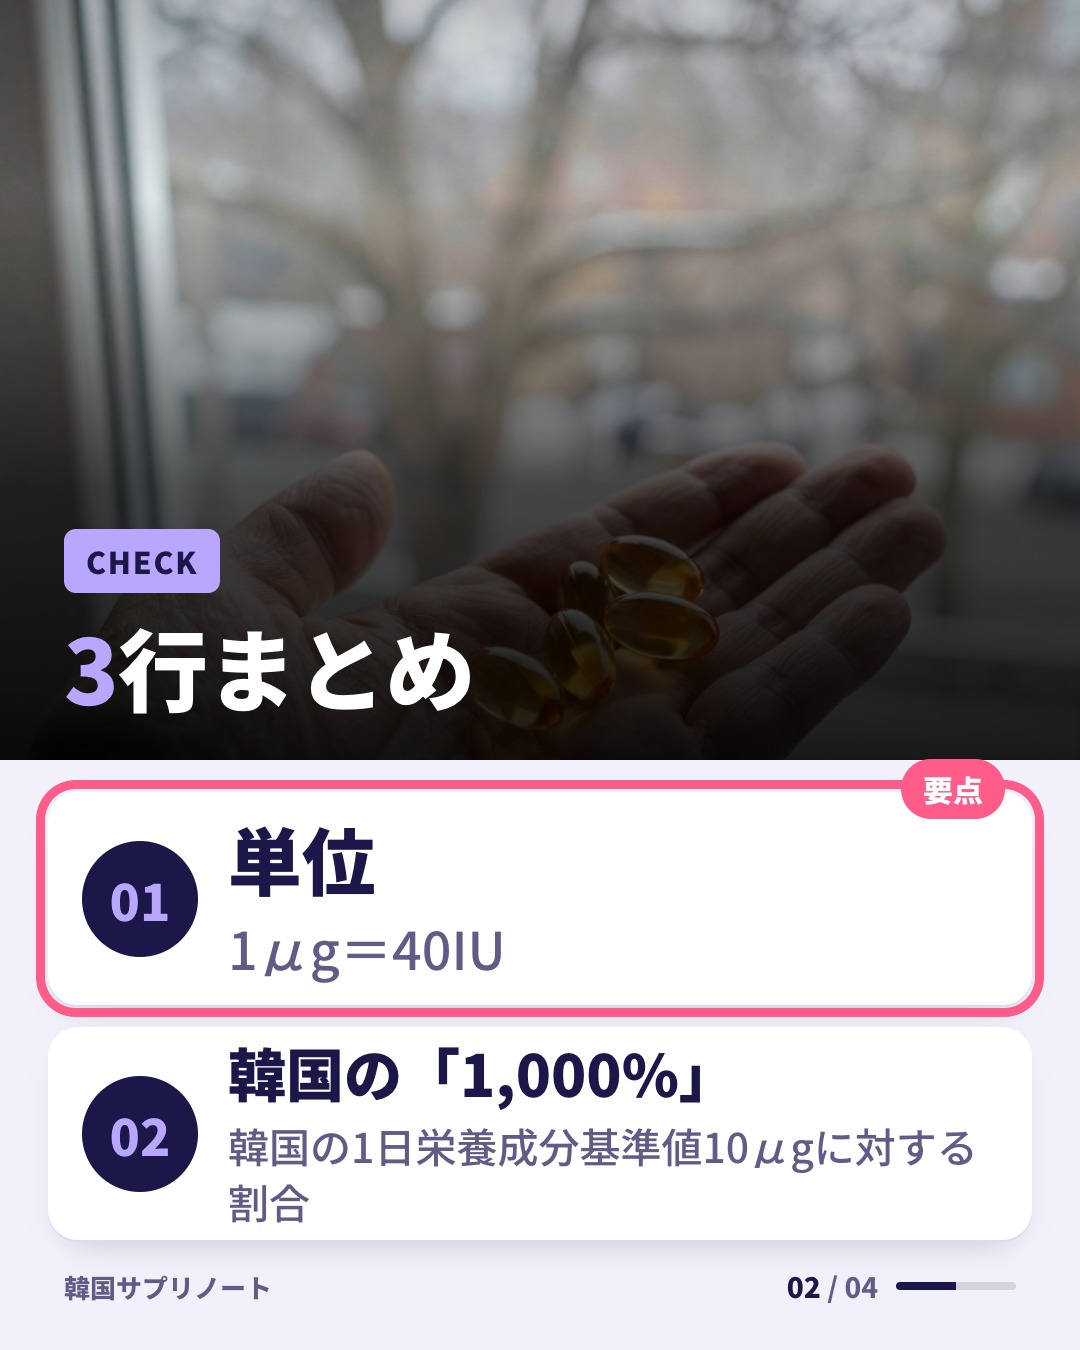 CHECK
3行まとめ
要点
01
単位
1μg＝40IU
02
韓国の「1,000%」
韓国の1日栄養成分基準値10μgに対する
割合
韓国サプリノート
02 / 04